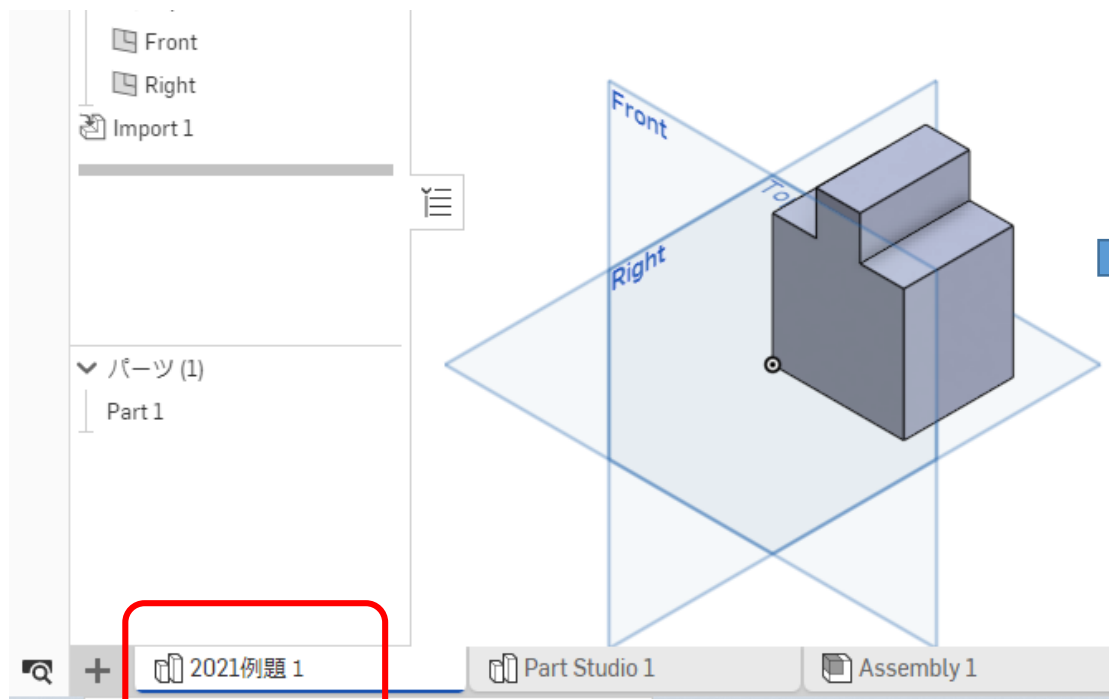 Front
Right
Import 1
パーツ (1)
Part 1
Front
To
Right
2021例題 1
Part Studio 1
Assembly 1